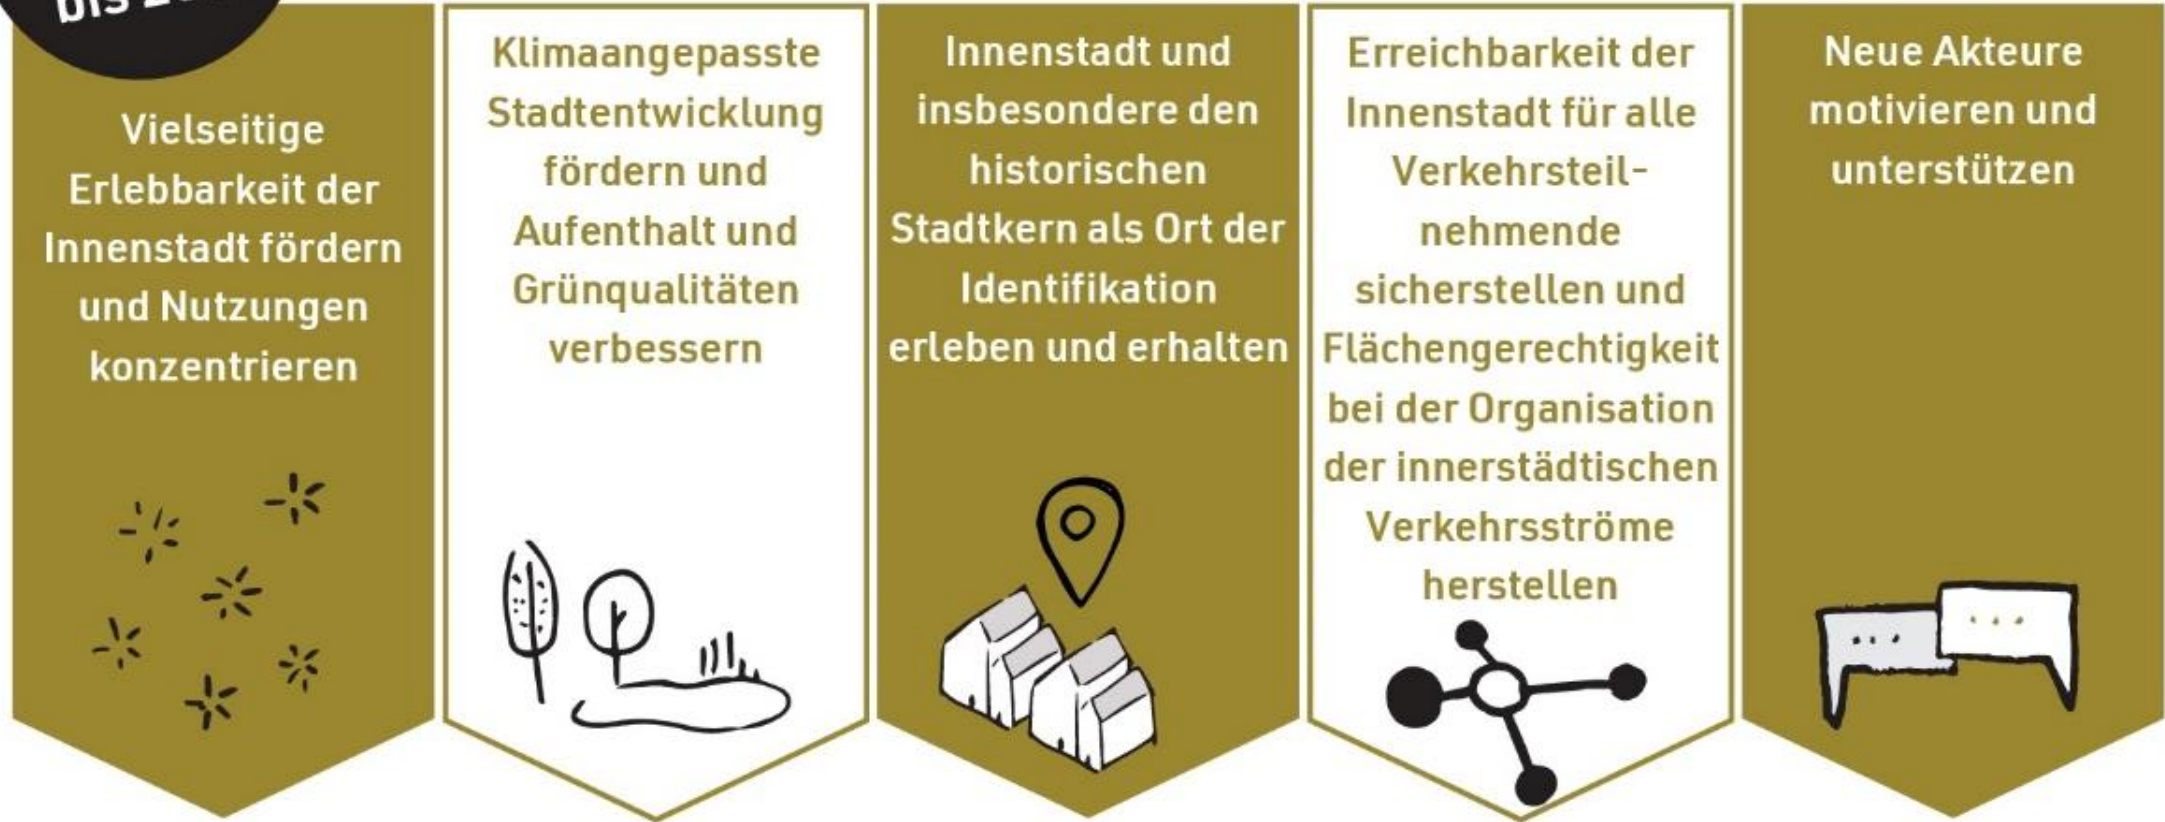 bis
Vielseitige
Erlebbarkeit der
Innenstadt fördern
und Nutzungen
konzentrieren
Klimaangepasste
Stadtentwicklung
fördern und
Aufenthalt und
Grünqualitäten
verbessern
Innenstadt und
insbesondere den
historischen
Stadtkern als Ort der
Identifikation
erleben und erhalten
Erreichbarkeit der
Innenstadt für alle
Verkehrsteil-
nehmende
sicherstellen und
Flächengerechtigkeit
bei der Organisation
der innerstädtischen
Verkehrsströme
herstellen
Neue Akteure
motivieren und
unterstützen